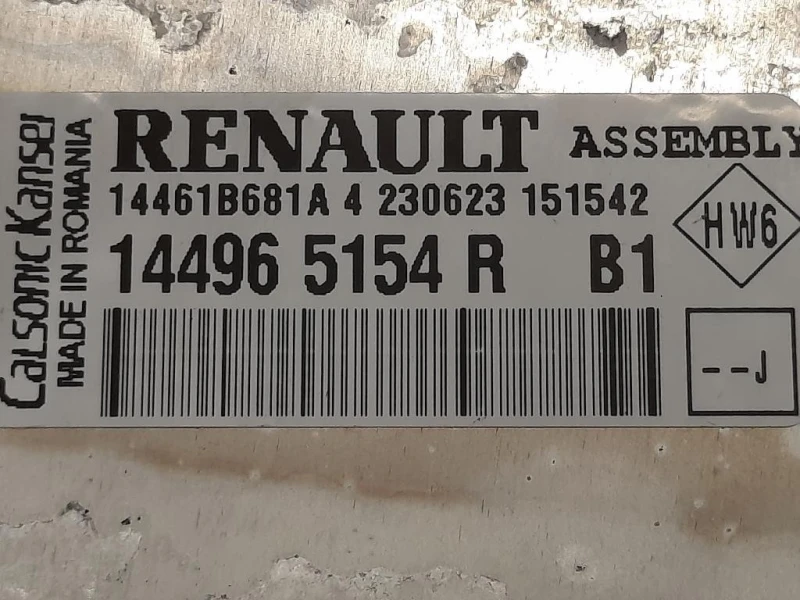 RENAULT ASSEMBLY
14461B681A 4 230623 151542
14496 5154 R B1
HW6
--J
Calsonic Kansei
MADE IN ROMANIA